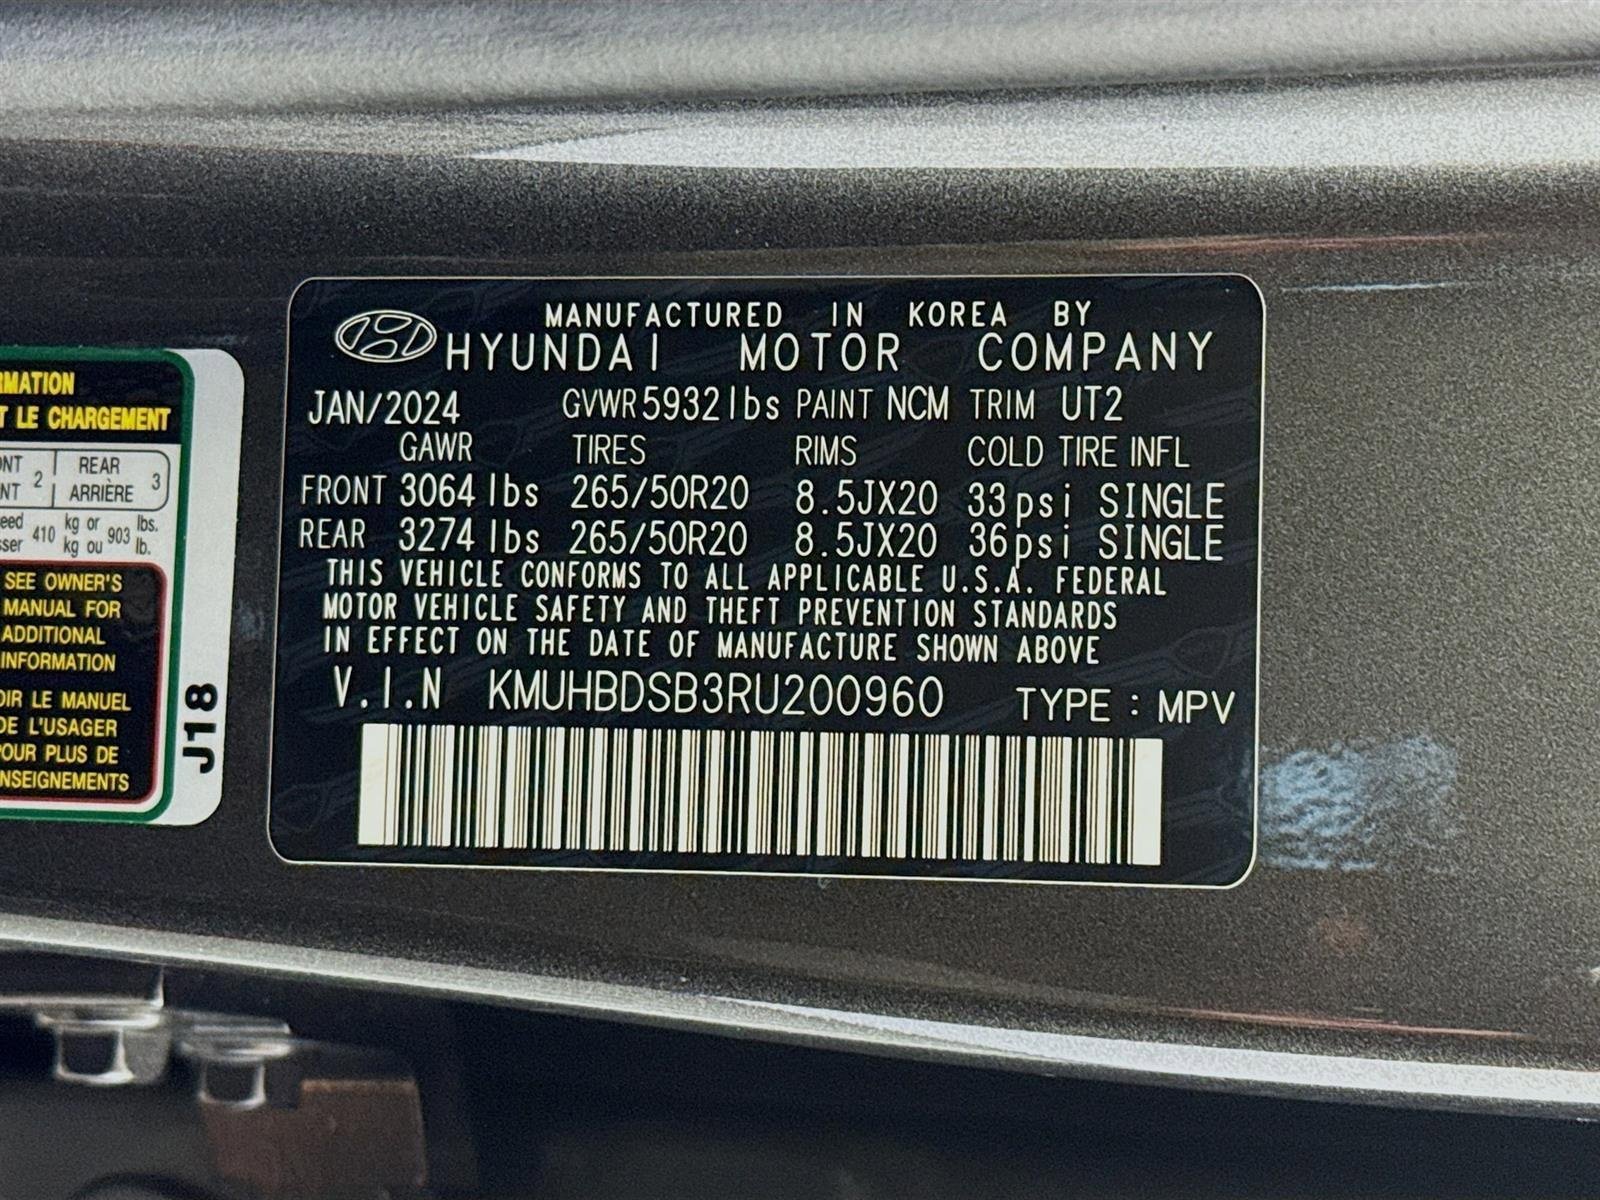 MANUFACTURED IN KOREA BY
HYUNDAI MOTOR COMPANY
JAN/2024 GVWR 5932 lbs PAINT NCM TRIM UT2
GAWR TIRES RIMS COLD TIRE INFL
FRONT 3064 lbs 265/50R20 8.5JX20 33psi SINGLE
REAR 3274 lbs 265/50R20 8.5JX20 36psi SINGLE
THIS VEHICLE CONFORMS TO ALL APPLICABLE U.S.A. FEDERAL
MOTOR VEHICLE SAFETY AND THEFT PREVENTION STANDARDS
IN EFFECT ON THE DATE OF MANUFACTURE SHOWN ABOVE
V.I.N KMUHBDSB3RU200960 TYPE : MPV
LE CHARGEMENT
2 REAR 3
ARRIÈRE
410 kg or 903 lbs.
kg ou lb.
SEE OWNER'S
MANUAL FOR
ADDITIONAL
INFORMATION
LE MANUEL
DE L'USAGER
POUR PLUS DE
J18